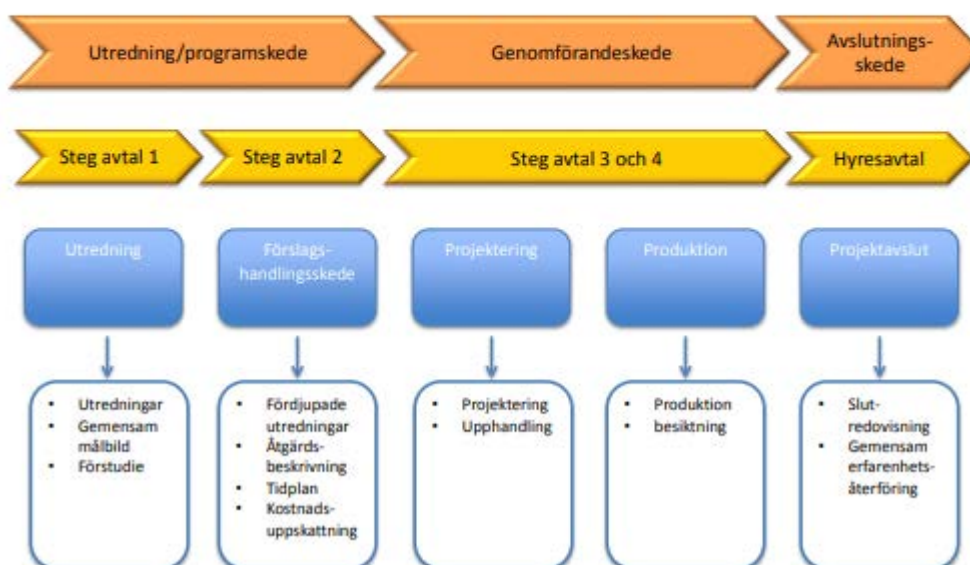 Utredning/programskede
Genomförandeskede
Avslutnings-
skede
Steg avtal 1
Steg avtal 2
Steg avtal 3 och 4
Hyresavtal
Utredning
Förslags-
handlingsskede
Projektering
Produktion
Projektavslut
• Utredningar
• Gemensam
målbild
• Förstudie
• Fördjupade
utredningar
• Åtgärds-
beskrivning
• Tidplan
• Kostnads-
uppskattning
• Projektering
• Upphandling
• Produktion
• besiktning
• Slut-
redovisning
• Gemensam
erfarenhets-
återföring